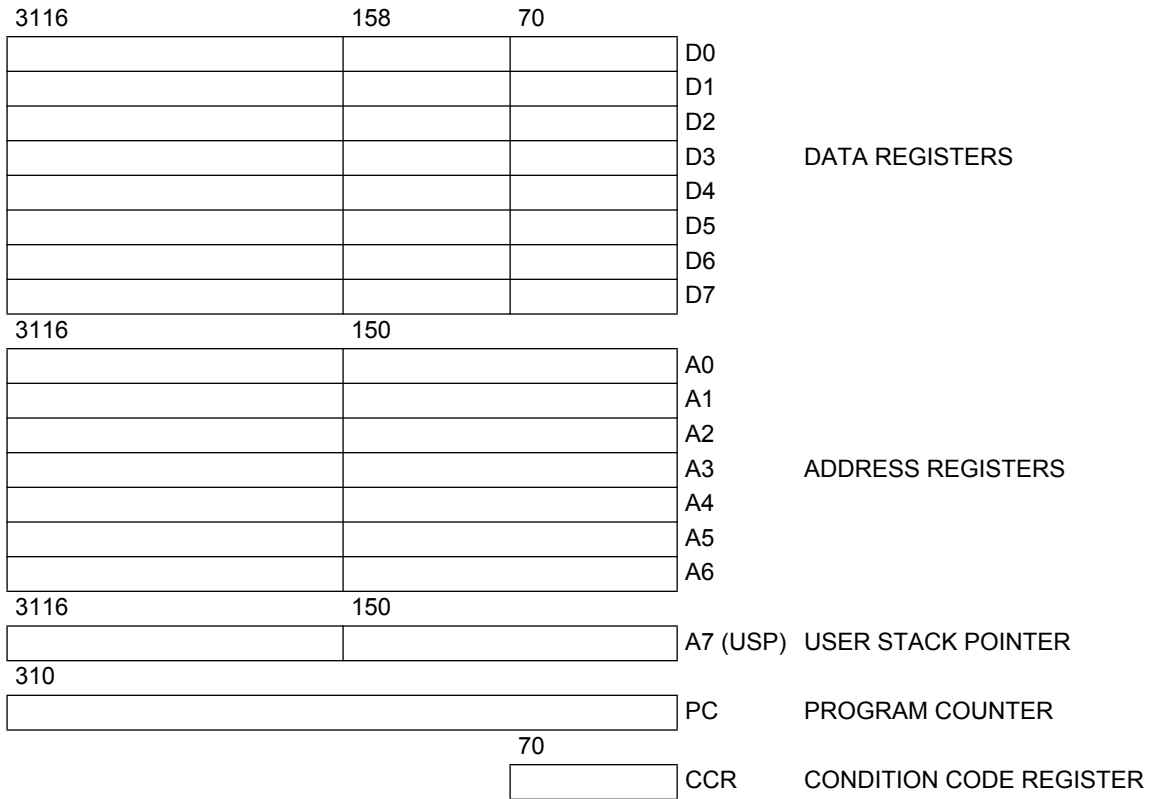 3116 158 70
D0
D1
D2
D3 DATA REGISTERS
D4
D5
D6
D7
3116 150
A0
A1
A2
A3 ADDRESS REGISTERS
A4
A5
A6
3116 150
A7 (USP) USER STACK POINTER
310
PC PROGRAM COUNTER
70
CCR CONDITION CODE REGISTER